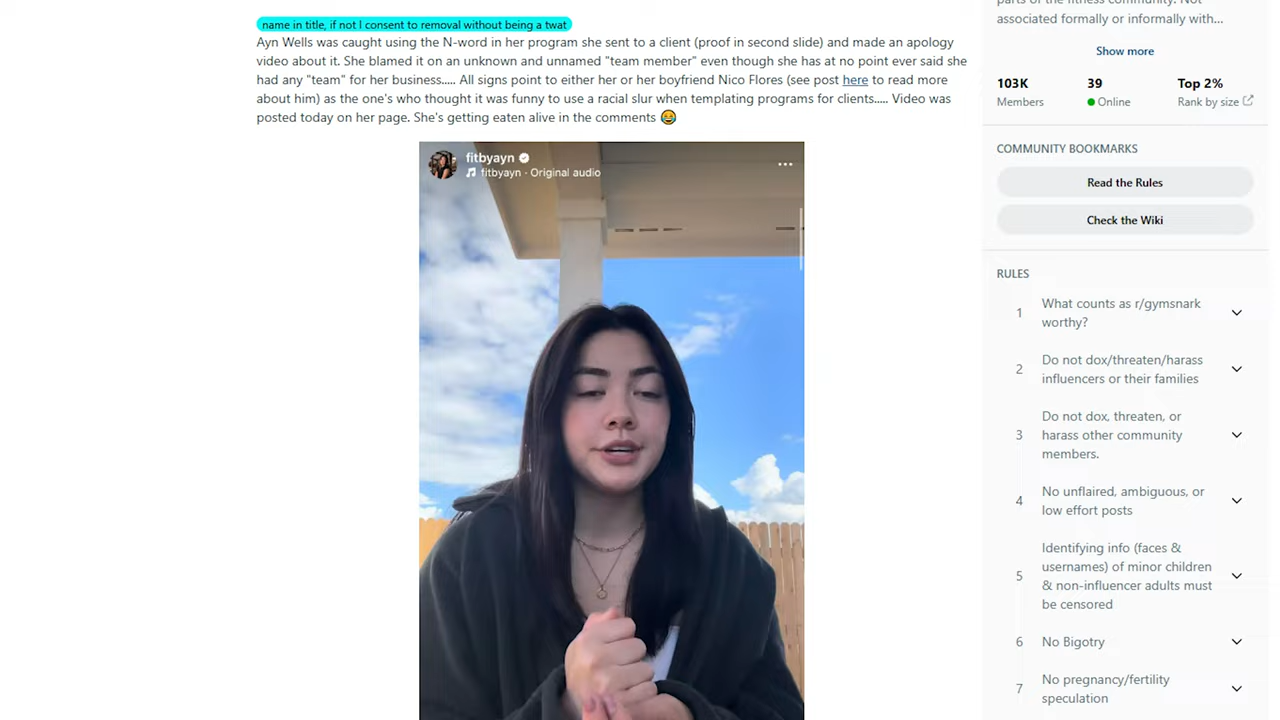 name in title, if not I consent to removal without being a twat
Ayn Wells was caught using the N-word in her program she sent to a client (proof in second slide) and made an apology
video about it. She blamed it on an unknown and unnamed "team member" even though she has at no point ever said she
had any "team" for her business..... All signs point to either her or her boyfriend Nico Flores (see post here to read more
about him) as the one's who thought it was funny to use a racial slur when templating programs for clients..... Video was
posted today on her page. She's getting eaten alive in the comments 😂
fitbyayn
fitbyayn · Original audio
parts of the fitness community. Not
associated formally or informally with...
Show more
103K
Members
39
Online
Top 2%
Rank by size
COMMUNITY BOOKMARKS
Read the Rules
Check the Wiki
RULES
1 What counts as r/gymsnark
worthy?
2 Do not dox/threaten/harass
influencers or their families
3 Do not dox, threaten, or
harass other community
members.
4 No unflaired, ambiguous, or
low effort posts
5 Identifying info (faces &
usernames) of minor children
& non-influencer adults must
be censored
6 No Bigotry
7 No pregnancy/fertility
speculation